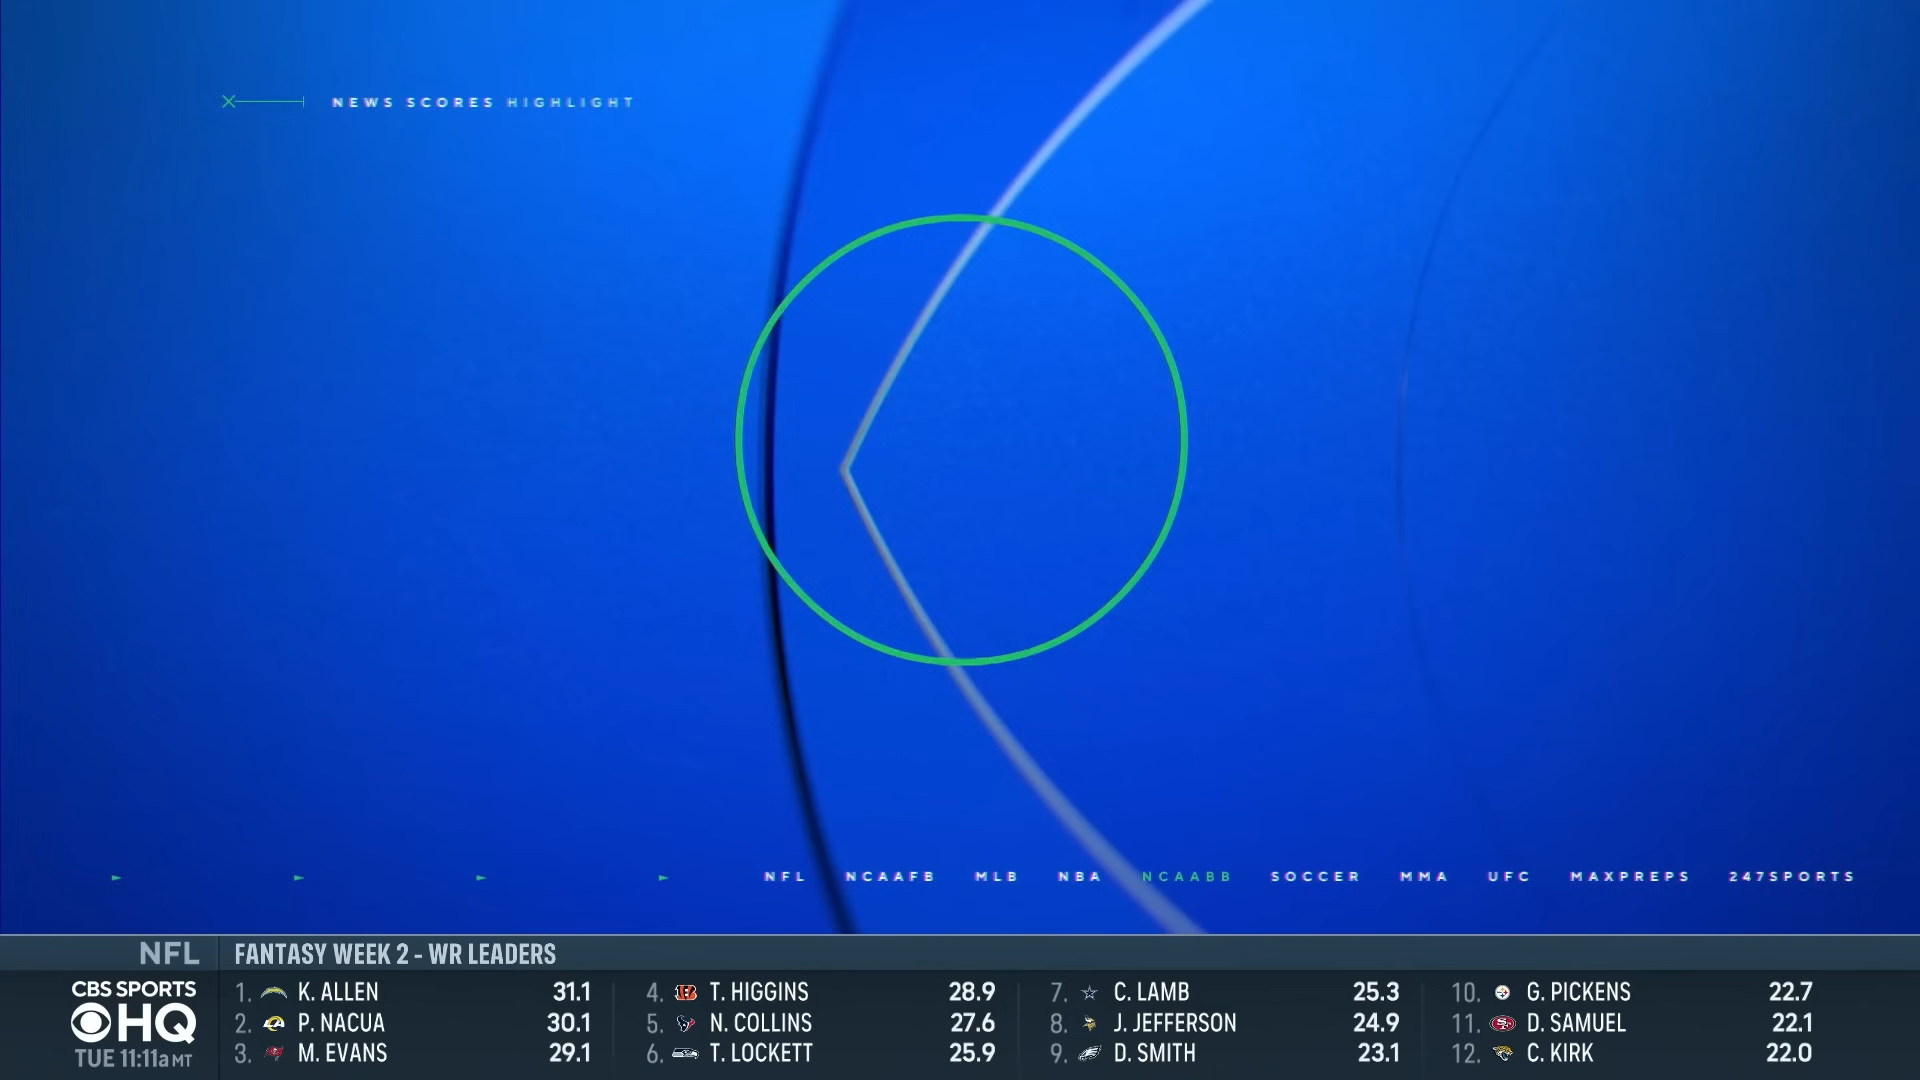 NEWS SCORES HIGHLIGHT
NFL NCAAFB MLB NBA NCAABB SOCCER MMA UFC MAXPREPS 247SPORTS
NFL FANTASY WEEK 2 - WR LEADERS
CBS SPORTS
HQ
TUE 11:11a MT
1. K. ALLEN 31.1
2. P. NACUA 30.1
3. M. EVANS 29.1
4. T. HIGGINS 28.9
5. N. COLLINS 27.6
6. T. LOCKETT 25.9
7. C. LAMB 25.3
8. J. JEFFERSON 24.9
9. D. SMITH 23.1
10. G. PICKENS 22.7
11. D. SAMUEL 22.1
12. C. KIRK 22.0